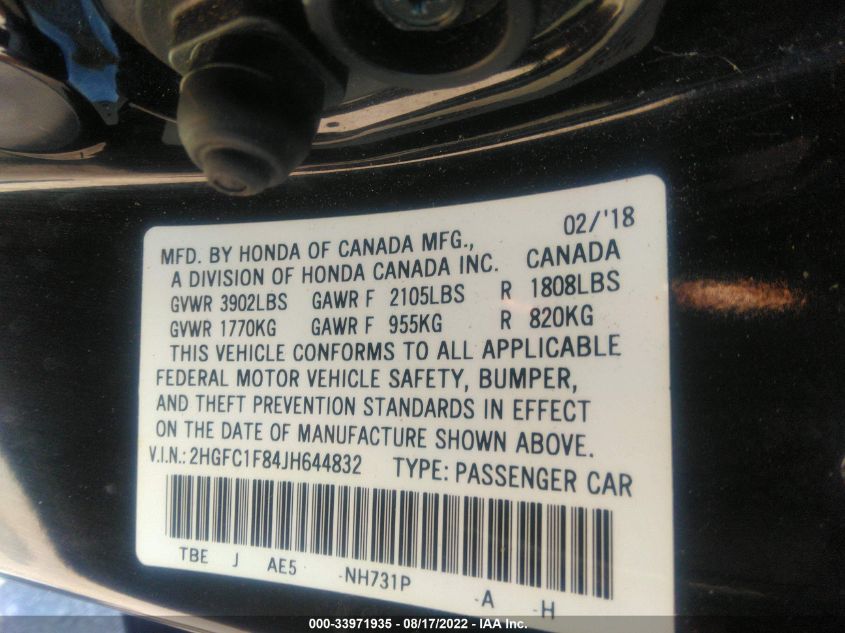 02/'18
MFD. BY HONDA OF CANADA MFG.,
A DIVISION OF HONDA CANADA INC. CANADA
GVWR 3902LBS GAWR F 2105LBS R 1808LBS
GVWR 1770KG GAWR F 955KG R 820KG
THIS VEHICLE CONFORMS TO ALL APPLICABLE
FEDERAL MOTOR VEHICLE SAFETY, BUMPER,
AND THEFT PREVENTION STANDARDS IN EFFECT
ON THE DATE OF MANUFACTURE SHOWN ABOVE.
V.I.N.: 2HGFC1F84JH644832 TYPE: PASSENGER CAR
TBE J AE5 -NH731P -A -H
000-33971935 - 08/17/2022 - IAA Inc.